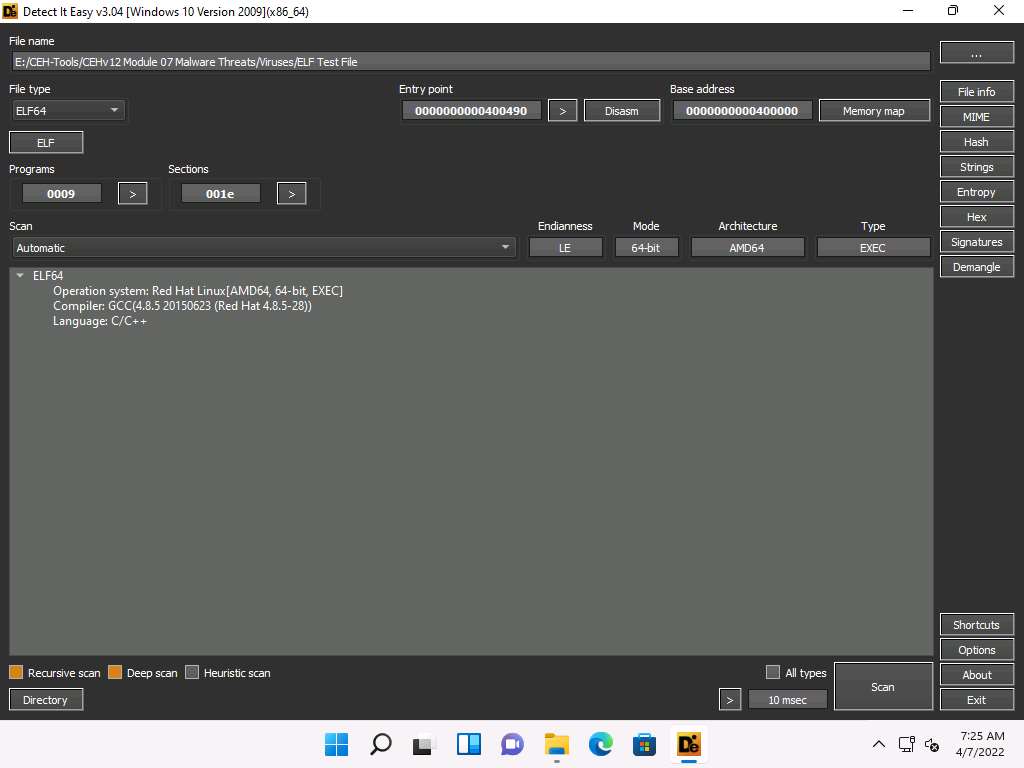 Detect It Easy v3.04 [Windows 10 Version 2009](x86_64)
File name
E:/CEH-Tools/CEHv12 Module 07 Malware Threats/Viruses/ELF Test File
...
File type
Entry point
Base address
ELF64
0000000000400490
>
Disasm
0000000000400000
Memory map
File info
MIME
Hash
Strings
Entropy
Hex
Signatures
Demangle
ELF
Programs
Sections
0009
>
001e
>
Scan
Endianness
Mode
Architecture
Type
Automatic
LE
64-bit
AMD64
EXEC
ELF64
Operation system: Red Hat Linux[AMD64, 64-bit, EXEC]
Compiler: GCC(4.8.5 20150623 (Red Hat 4.8.5-28))
Language: C/C++
Shortcuts
Options
About
Exit
Recursive scan
Deep scan
Heuristic scan
All types
Scan
Directory
>
10 msec
7:25 AM
4/7/2022